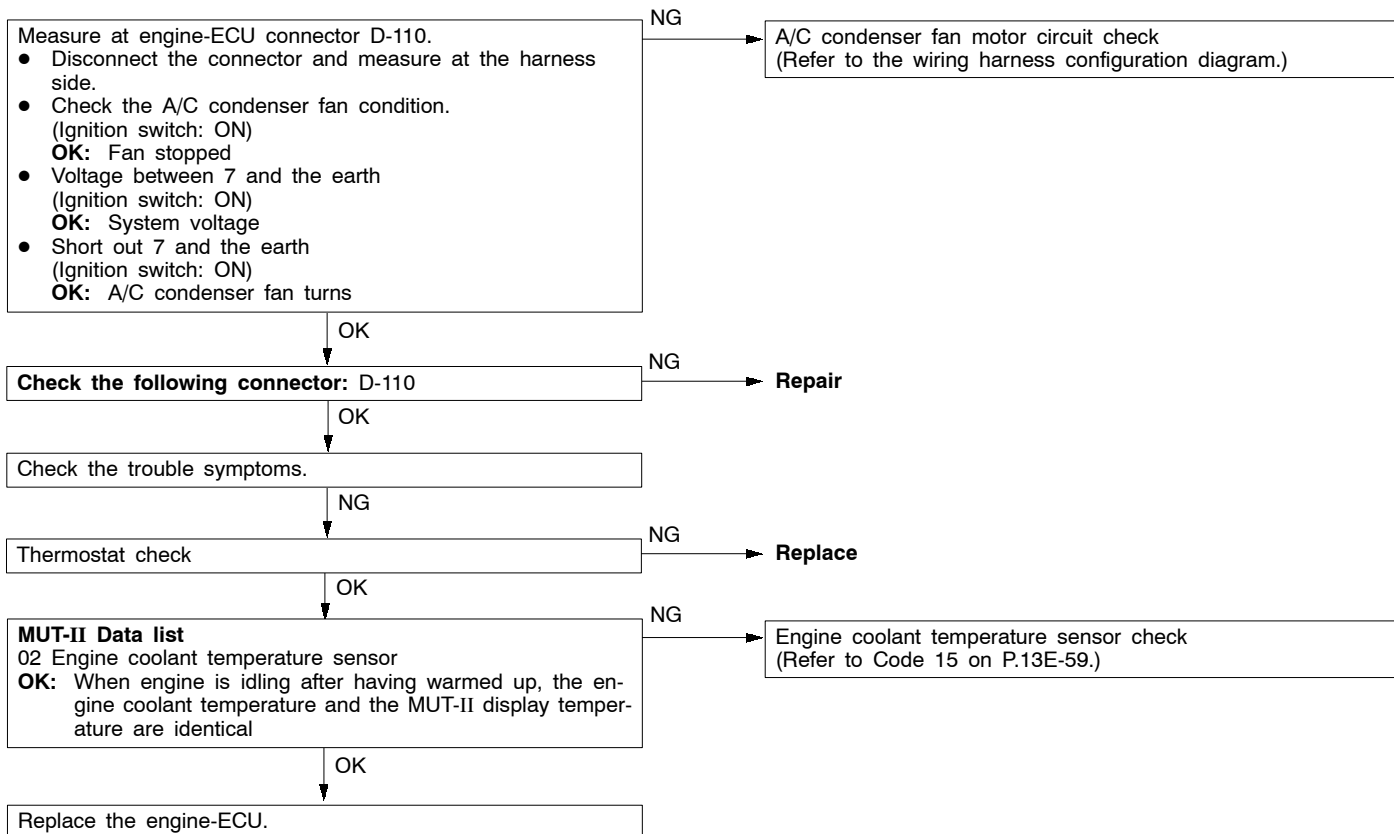 Measure at engine-ECU connector D-110.
● Disconnect the connector and measure at the harness
side.
● Check the A/C condenser fan condition.
(Ignition switch: ON)
OK: Fan stopped
● Voltage between 7 and the earth
(Ignition switch: ON)
OK: System voltage
● Short out 7 and the earth
(Ignition switch: ON)
OK: A/C condenser fan turns
NG
A/C condenser fan motor circuit check
(Refer to the wiring harness configuration diagram.)
OK
Check the following connector: D-110
NG
Repair
OK
Check the trouble symptoms.
NG
Thermostat check
NG
Replace
OK
MUT-II Data list
02 Engine coolant temperature sensor
OK: When engine is idling after having warmed up, the en-
gine coolant temperature and the MUT-II display temper-
ature are identical
NG
Engine coolant temperature sensor check
(Refer to Code 15 on P.13E-59.)
OK
Replace the engine-ECU.